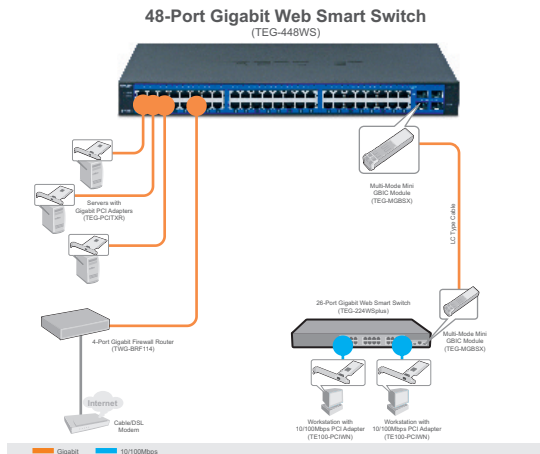 48-Port Gigabit Web Smart Switch
(TEG-448WS)
Multi-Mode Mini
GBIC Module
(TEG-MGBSX)
Servers with
Gigabit PCI Adapters
(TEG-PCITXR)
LC Type Cable
26-Port Gigabit Web Smart Switch
(TEG-224WSplus)
4-Port Gigabit Firewall Router
(TWG-BRF114)
Multi-Mode Mini
GBIC Module
(TEG-MGBSX)
Internet
Cable/DSL
Modem
Workstation with
10/100Mbps PCI Adapter
(TE100-PCIWN)
Workstation with
10/100Mbps PCI Adapter
(TE100-PCIWN)
Gigabit
10/100Mbps